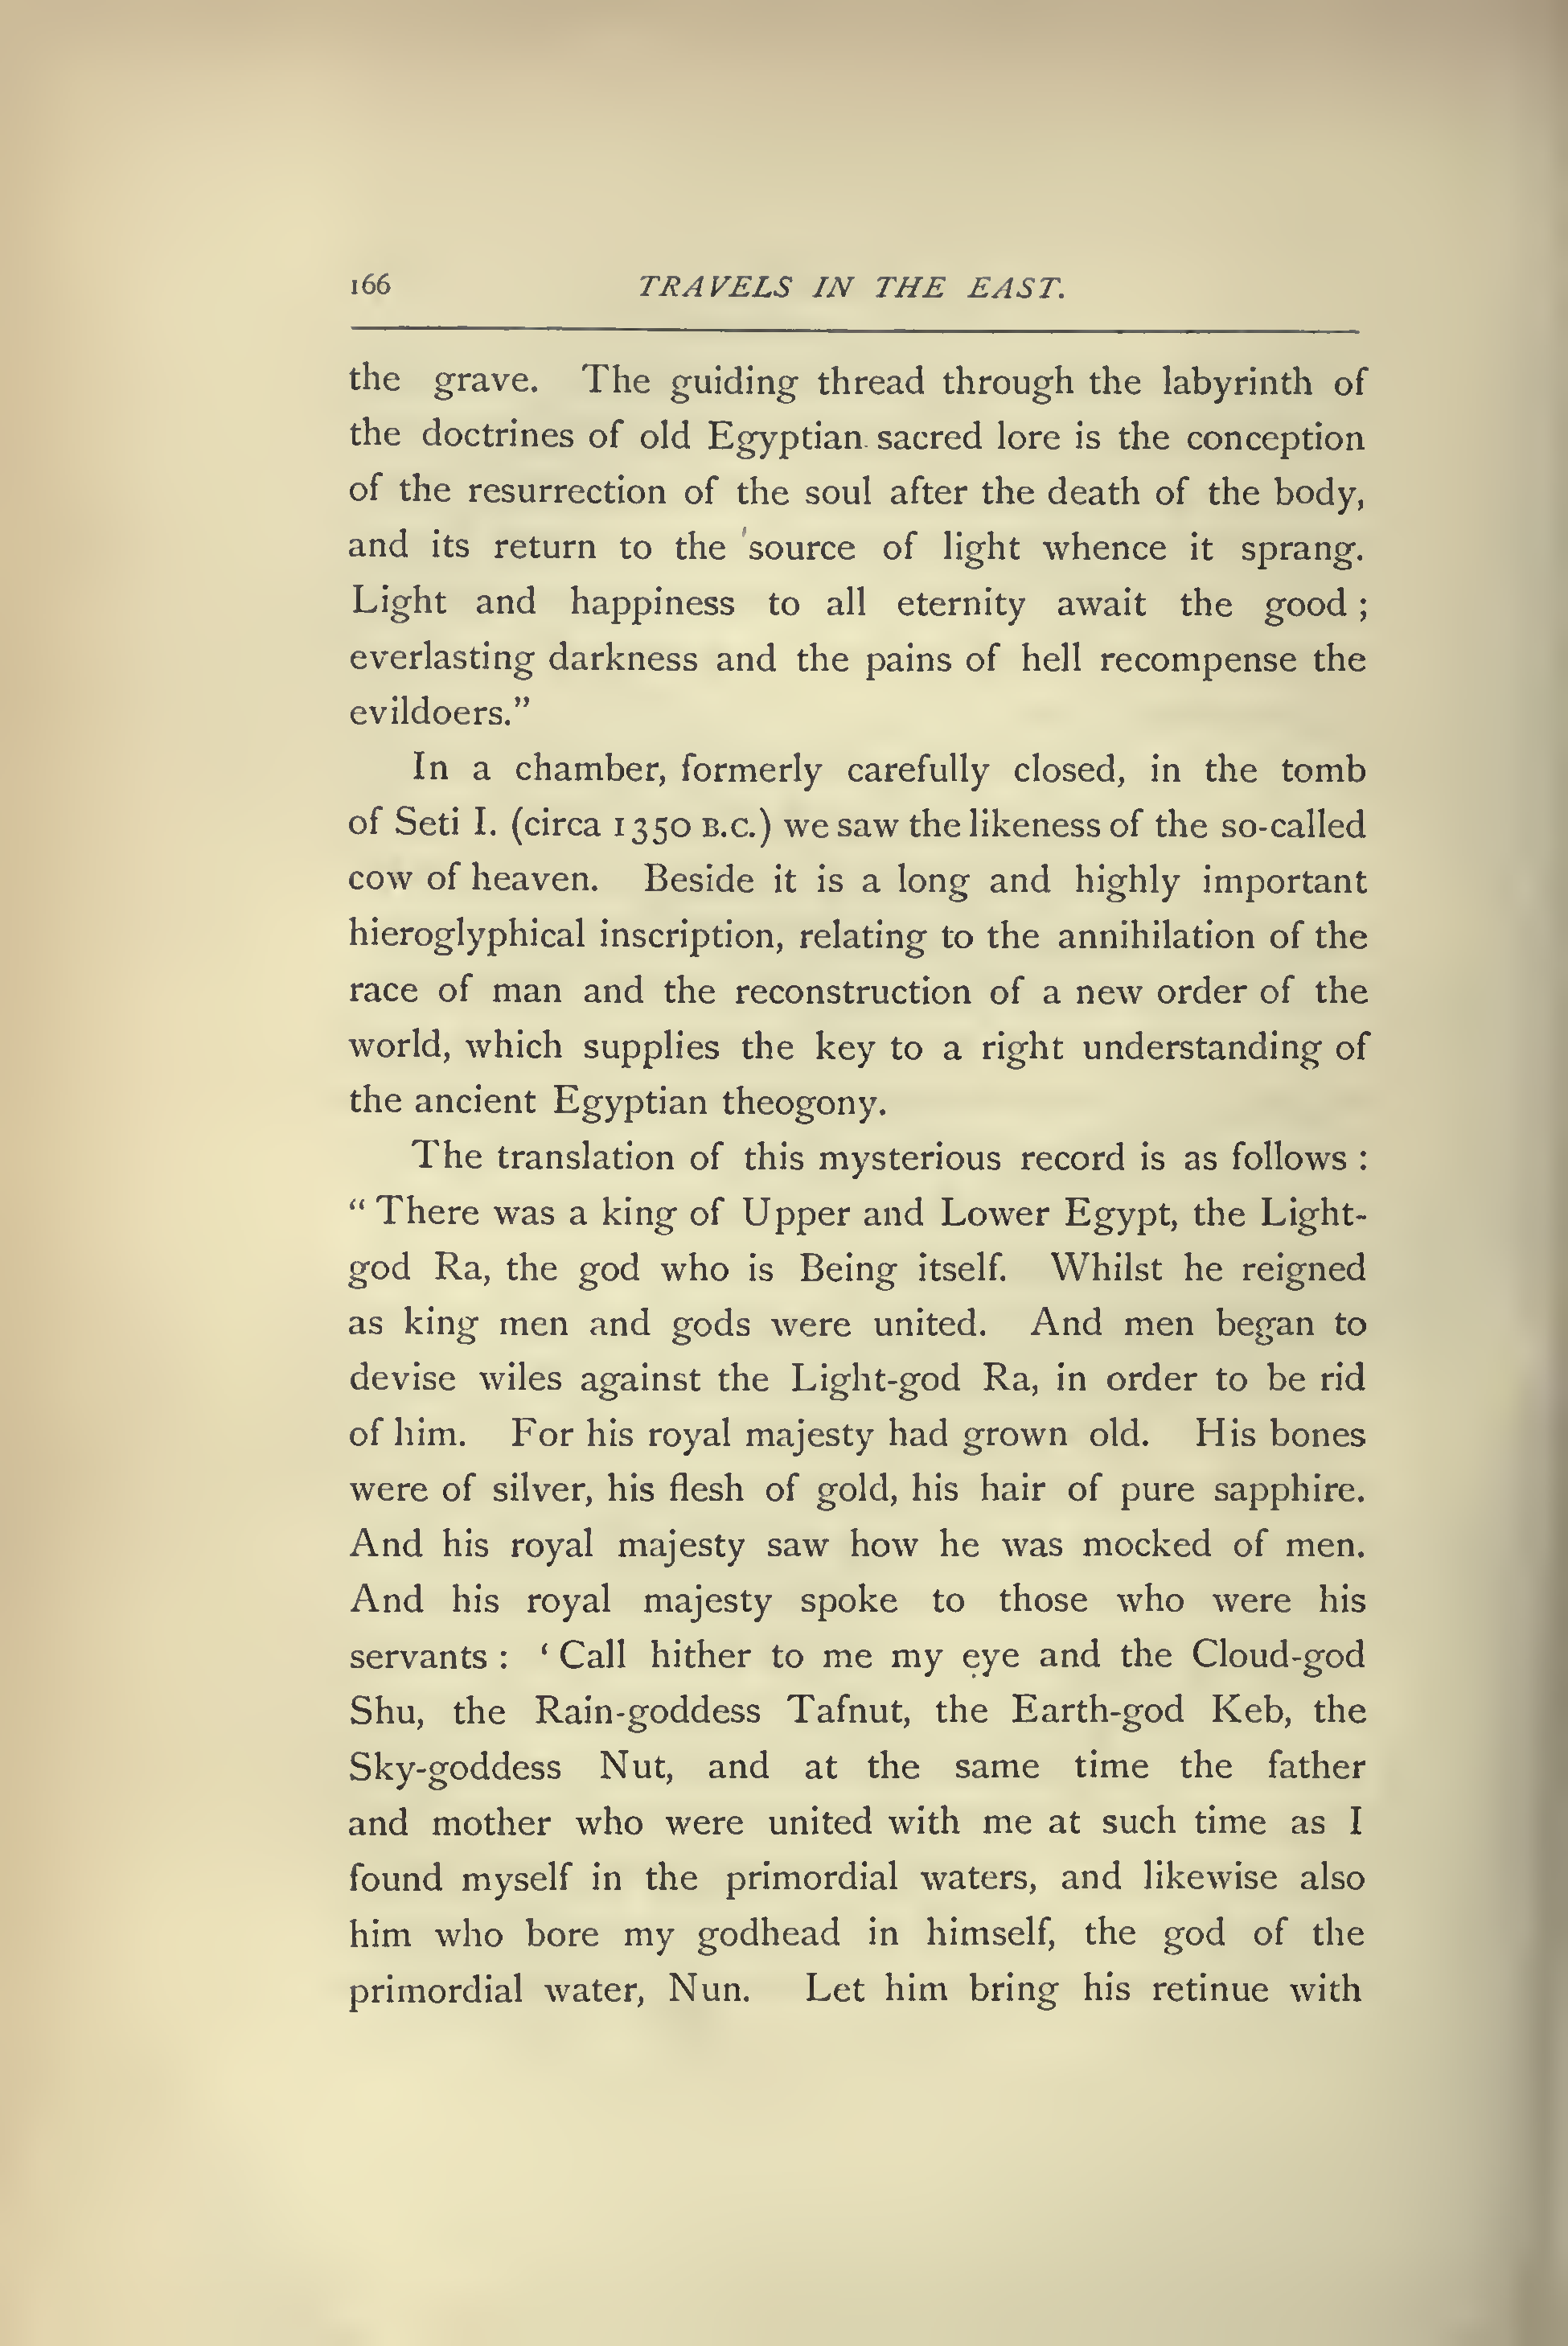 166 TRAVELS IN THE EAST.
the grave. The guiding thread through the labyrinth of
the doctrines of old Egyptian sacred lore is the conception
of the resurrection of the soul after the death of the body,
and its return to the source of light whence it sprang.
Light and happiness to all eternity await the good ;
everlasting darkness and the pains of hell recompense the
evildoers.”
In a chamber, formerly carefully closed, in the tomb
of Seti I. (circa 1350 B.C.) we saw the likeness of the so-called
cow of heaven. Beside it is a long and highly important
hieroglyphical inscription, relating to the annihilation of the
race of man and the reconstruction of a new order of the
world, which supplies the key to a right understanding of
the ancient Egyptian theogony.
The translation of this mysterious record is as follows :
“ There was a king of Upper and Lower Egypt, the Light-
god Ra, the god who is Being itself. Whilst he reigned
as king men and gods were united. And men began to
devise wiles against the Light-god Ra, in order to be rid
of him. For his royal majesty had grown old. His bones
were of silver, his flesh of gold, his hair of pure sapphire.
And his royal majesty saw how he was mocked of men.
And his royal majesty spoke to those who were his
servants : ‘ Call hither to me my eye and the Cloud-god
Shu, the Rain-goddess Tafnut, the Earth-god Keb, the
Sky-goddess Nut, and at the same time the father
and mother who were united with me at such time as I
found myself in the primordial waters, and likewise also
him who bore my godhead in himself, the god of the
primordial water, Nun. Let him bring his retinue with